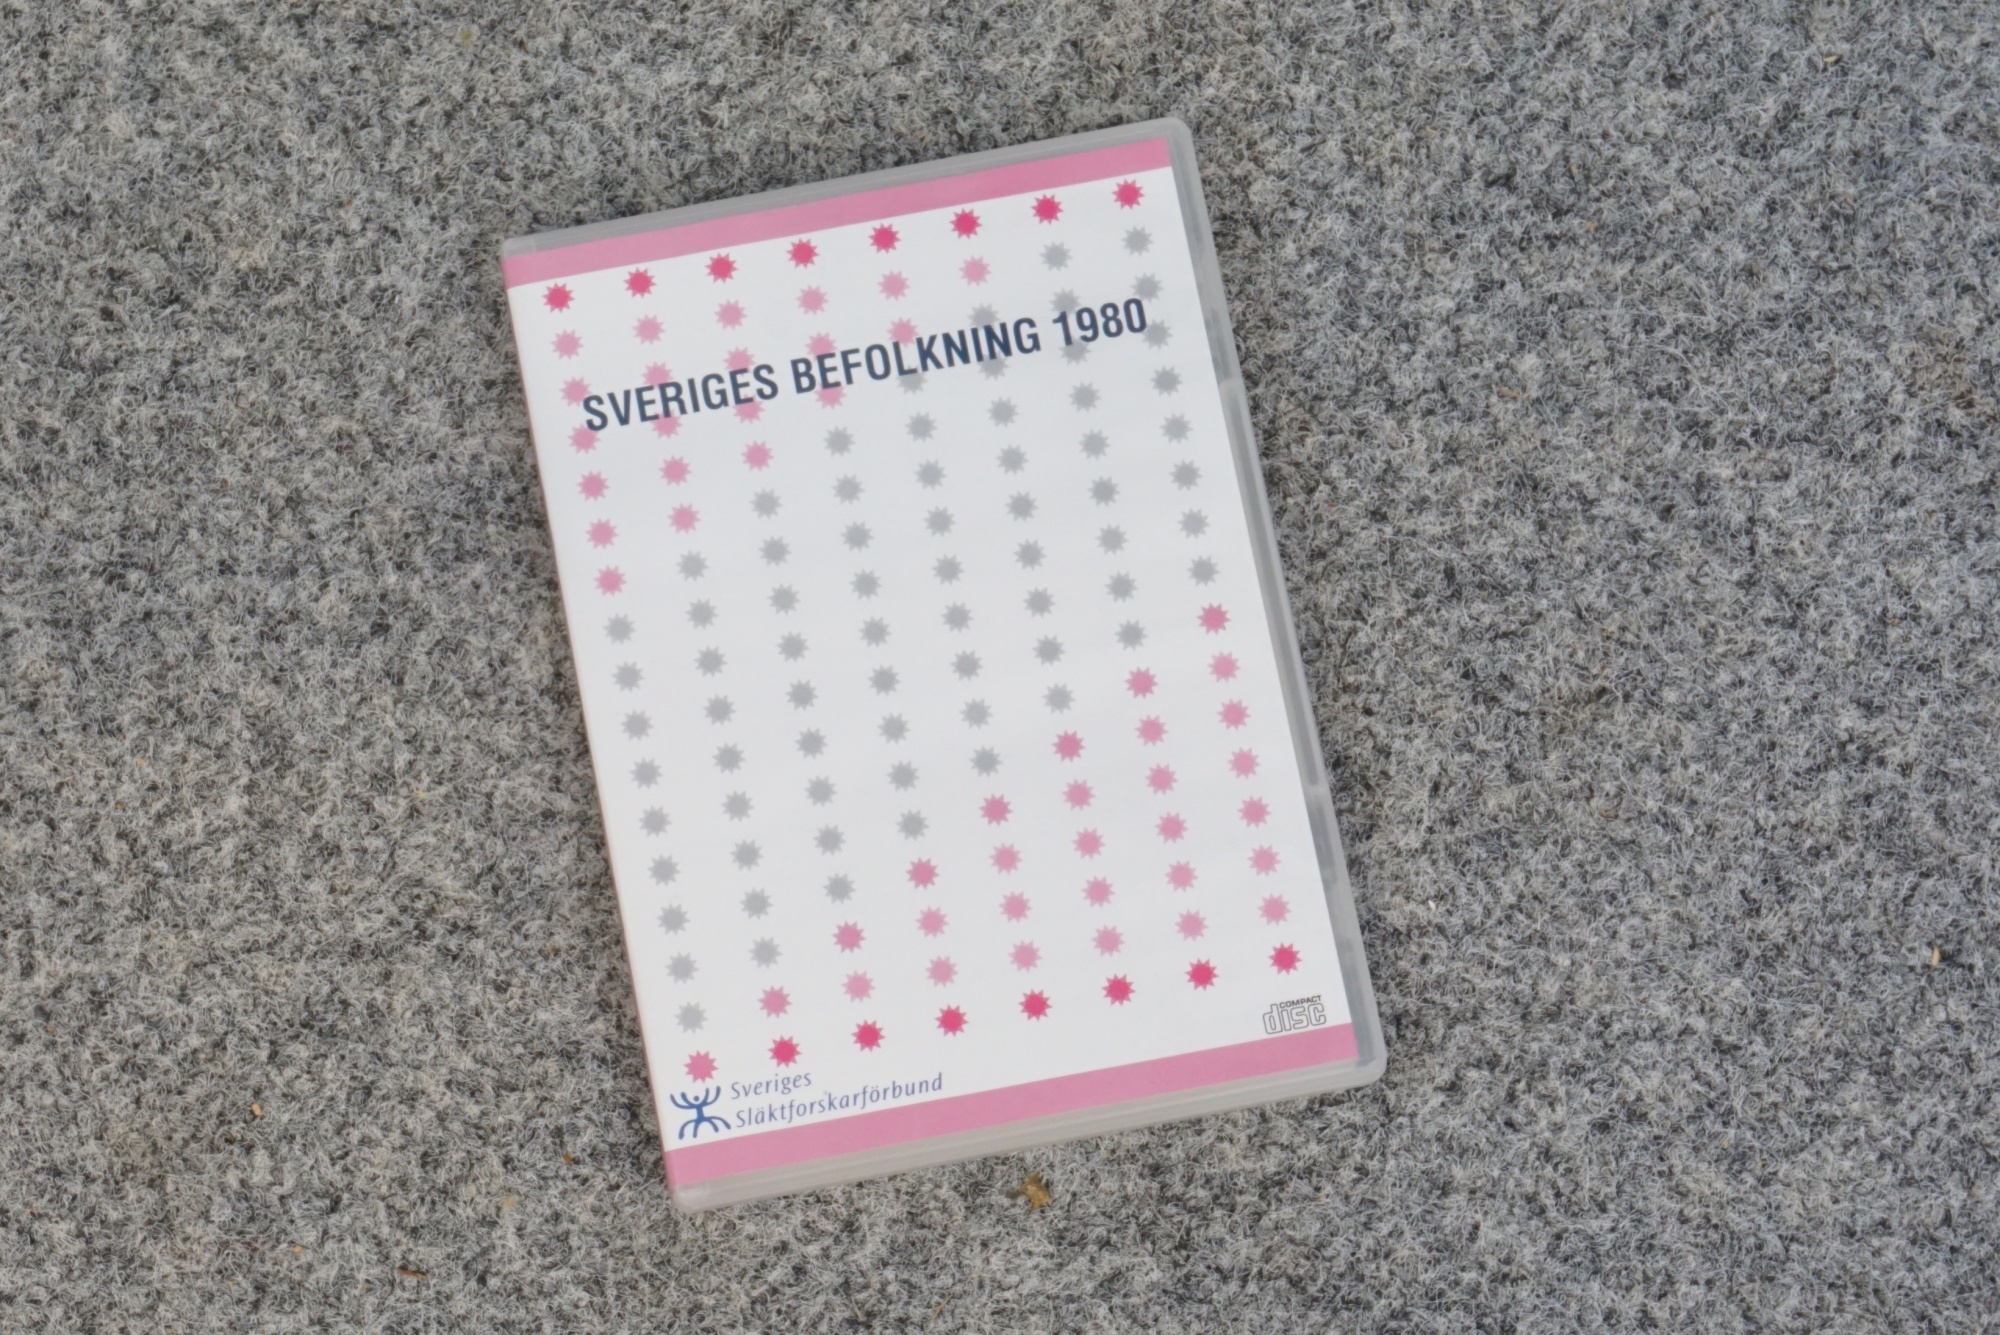 SVERIGES BEFOLKNING 1980
COMPACT
disc
Sveriges
Släktforskarförbund